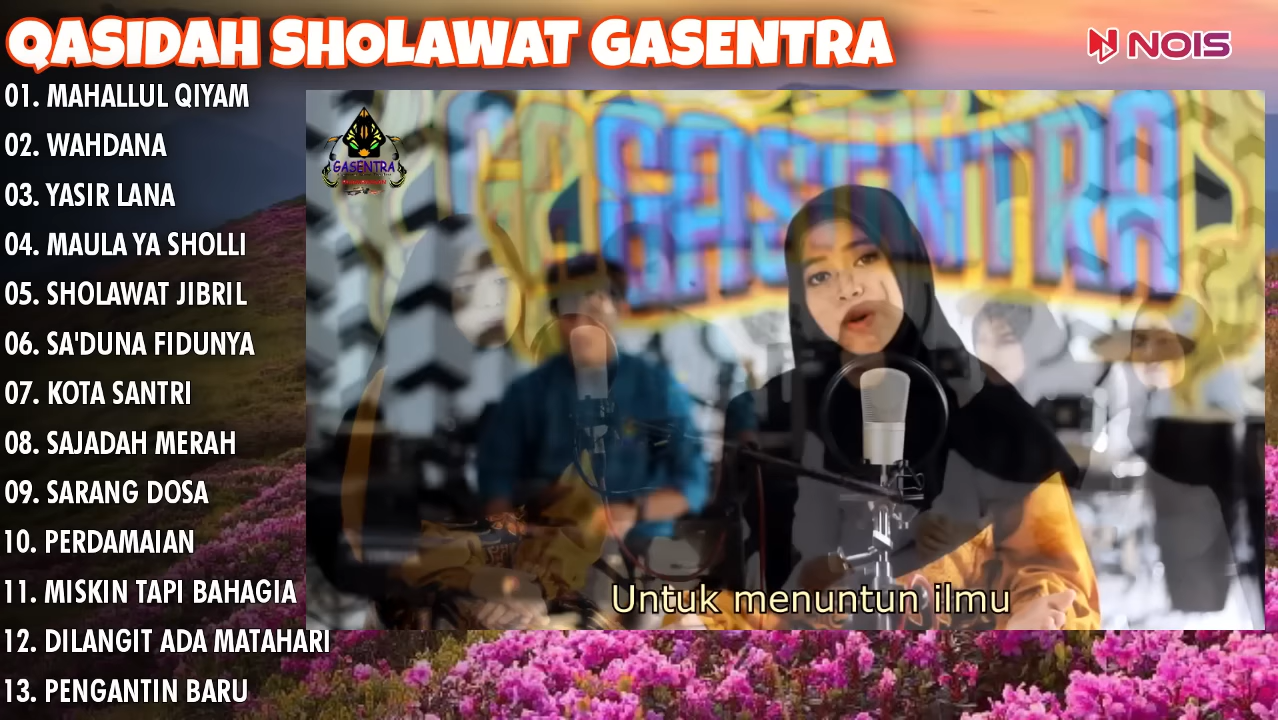 QASIDAH SHOLAWAT GASENTRA
NOIS
01. MAHALLUL QIYAM
02. WAHDANA
03. YASIR LANA
04. MAULA YA SHOLLI
05. SHOLAWAT JIBRIL
06. SA'DUNA FIDUNYA
07. KOTA SANTRI
08. SAJADAH MERAH
09. SARANG DOSA
10. PERDAMAIAN
11. MISKIN TAPI BAHAGIA
12. DILANGIT ADA MATAHARI
13. PENGANTIN BARU
GASENTRA
GASENTRA
Untuk menuntun ilmu